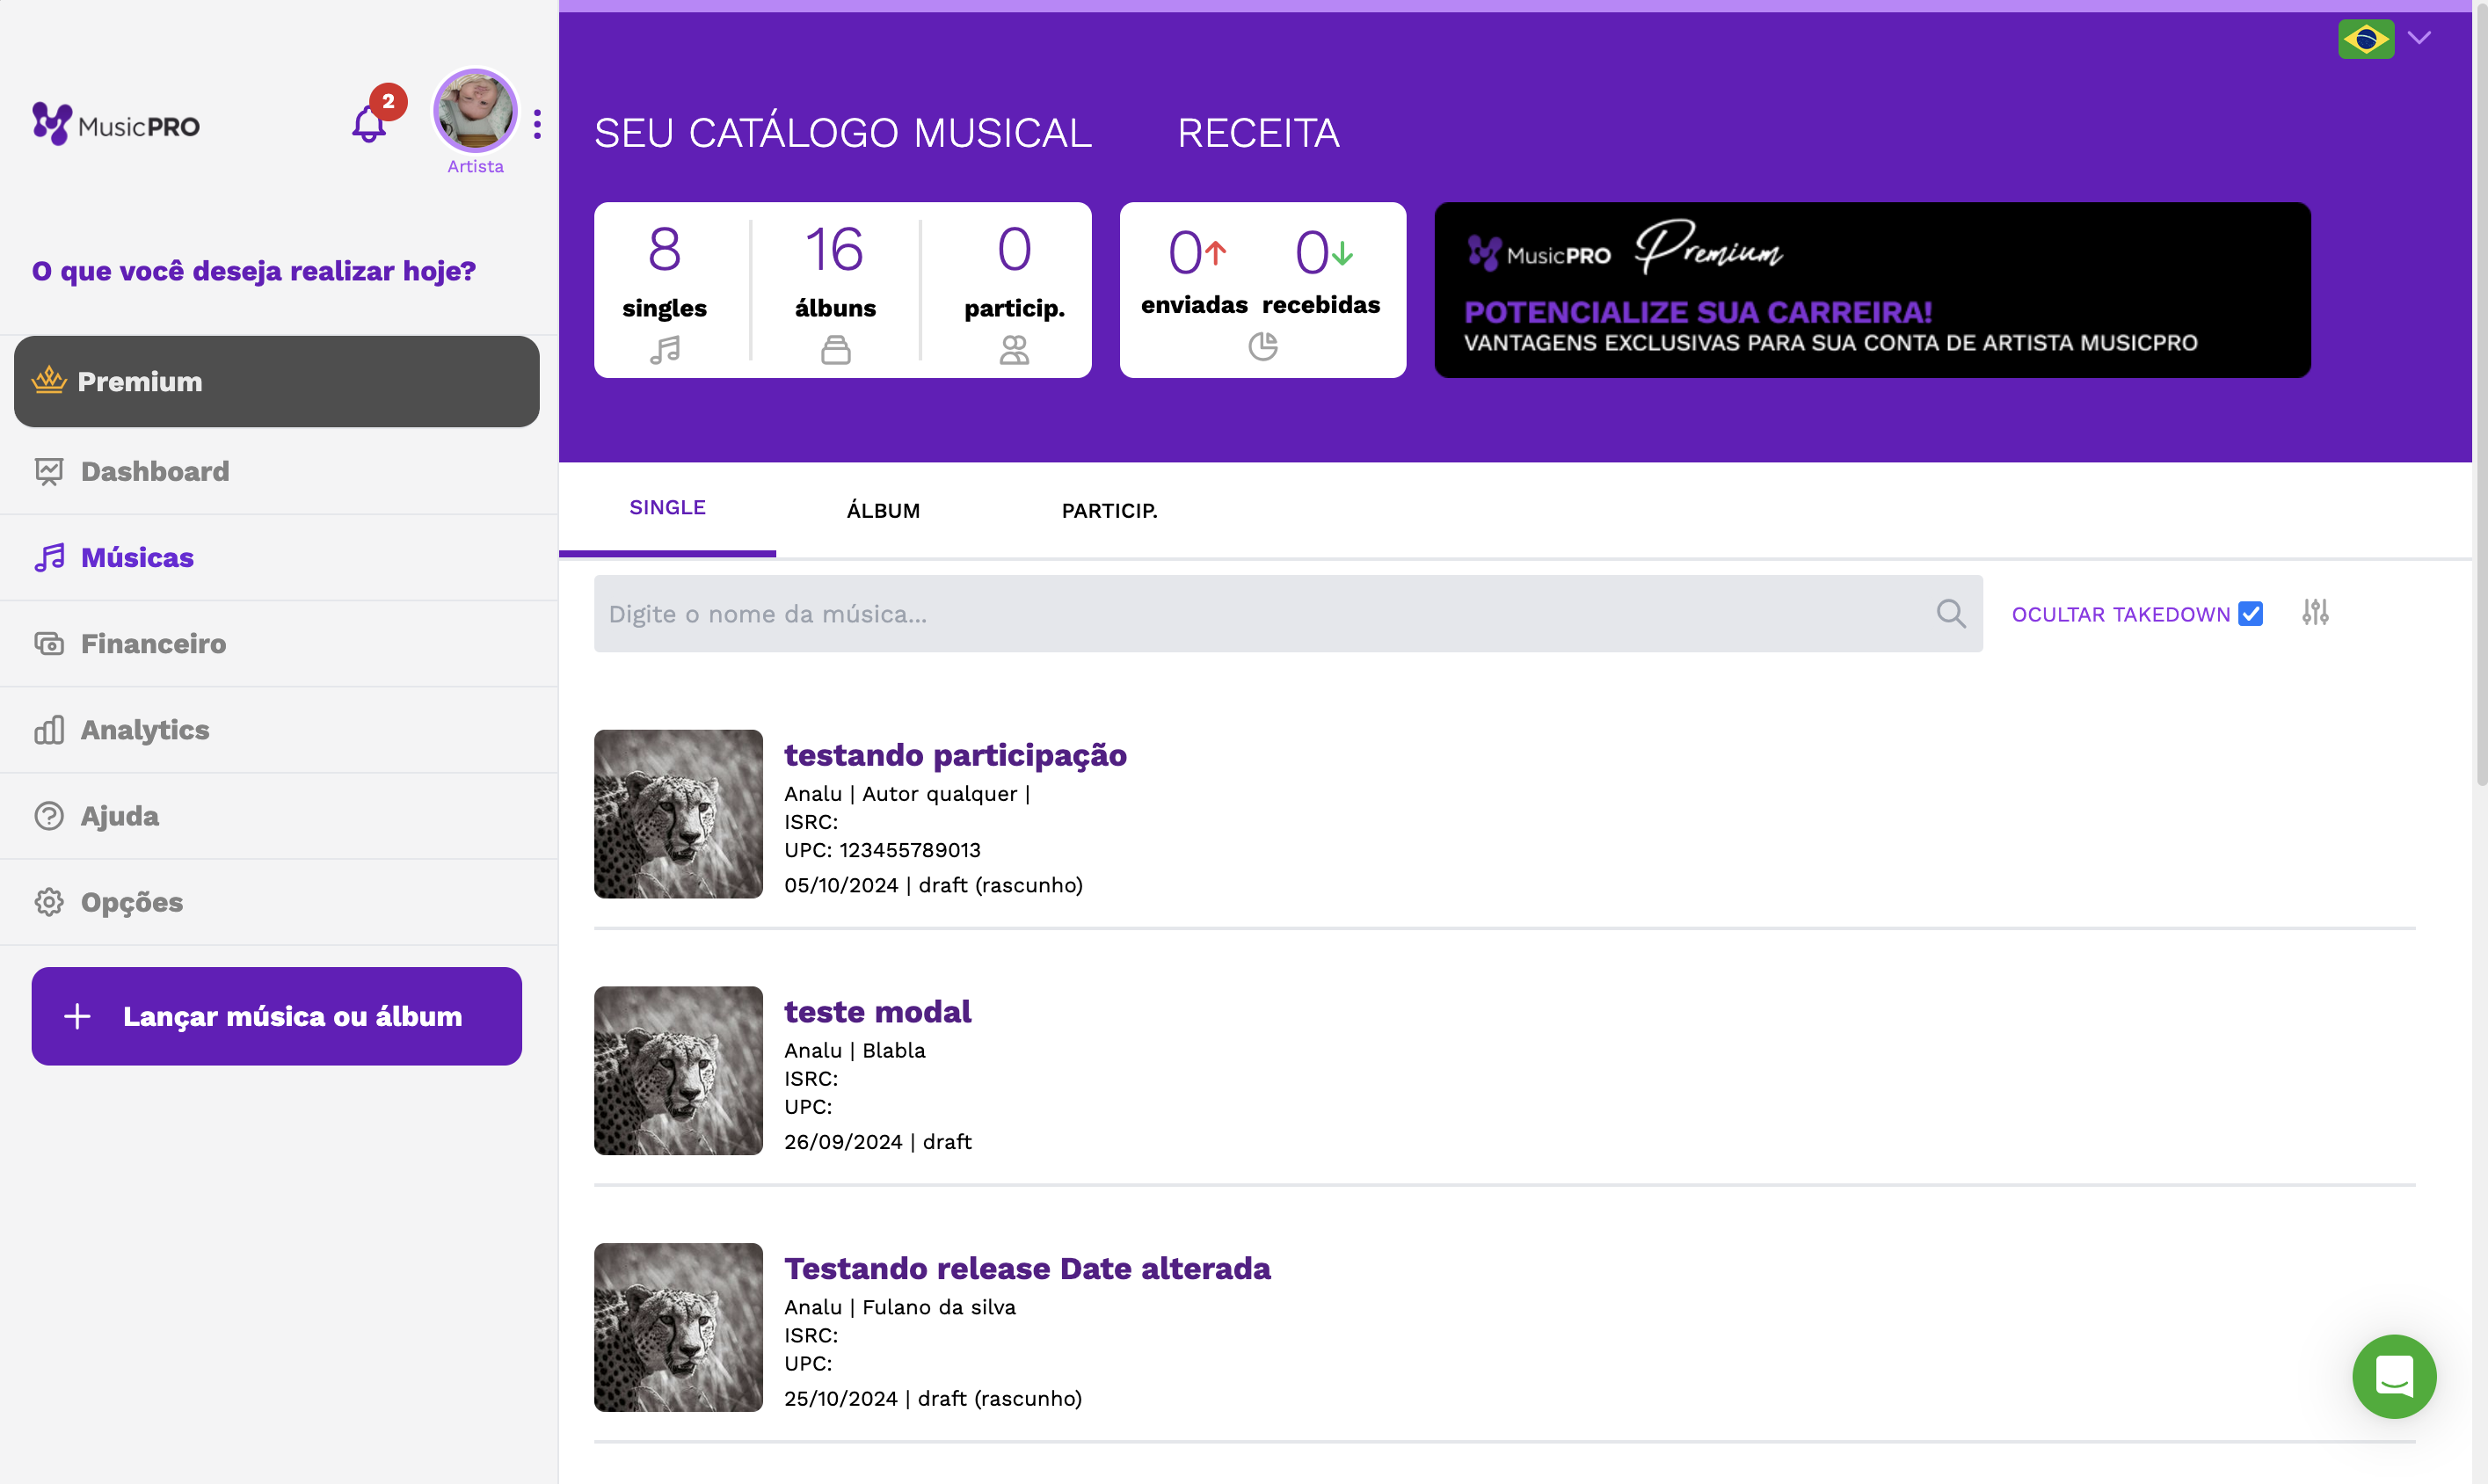 MusicPRO
2
Artista
O que você deseja realizar hoje?
Premium
Dashboard
Músicas
Financeiro
Analytics
Ajuda
Opções
Lançar música ou álbum
SEU CATÁLOGO MUSICAL
RECEITA
8
singles
16
álbuns
0
particip.
0
enviadas
0
recebidas
MusicPRO Premium
POTENCIALIZE SUA CARREIRA!
VANTAGENS EXCLUSIVAS PARA SUA CONTA DE ARTISTA MUSICPRO
SINGLE
ÁLBUM
PARTICIP.
Digite o nome da música...
OCULTAR TAKEDOWN
testando participação
Analu | Autor qualquer |
ISRC:
UPC: 123455789013
05/10/2024 | draft (rascunho)
teste modal
Analu | Blabla
ISRC:
UPC:
26/09/2024 | draft
Testando release Date alterada
Analu | Fulano da silva
ISRC:
UPC:
25/10/2024 | draft (rascunho)